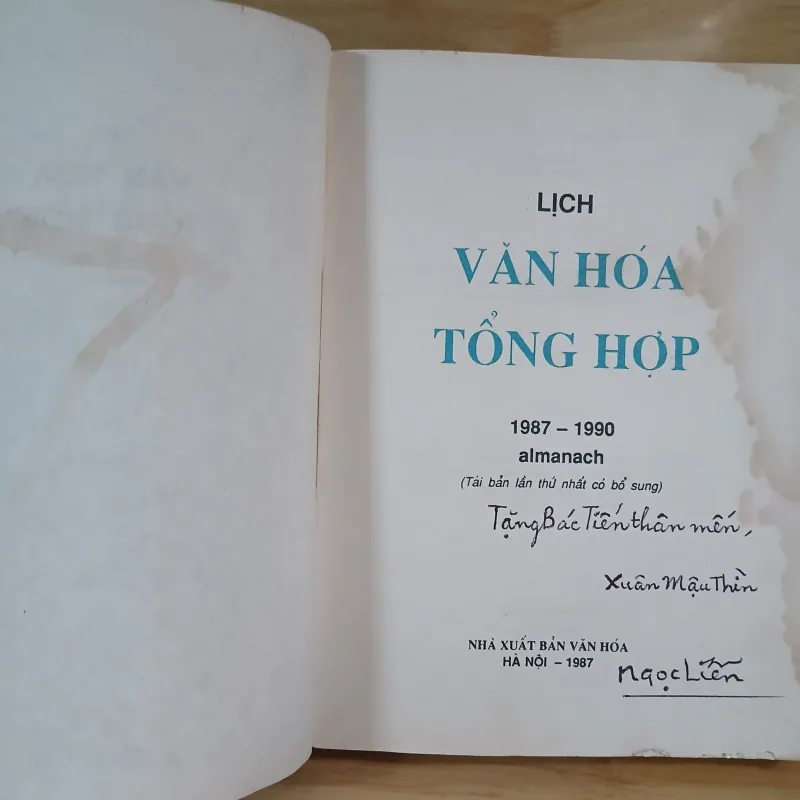 LỊCH
VĂN HÓA
TỔNG HỢP
1987 – 1990
almanach
(Tái bản lần thứ nhất có bổ sung)
Tặng Bác Tiến thân mến,
Xuân Mậu Thìn
NHÀ XUẤT BẢN VĂN HÓA
HÀ NỘI – 1987
Ngọc Liễn